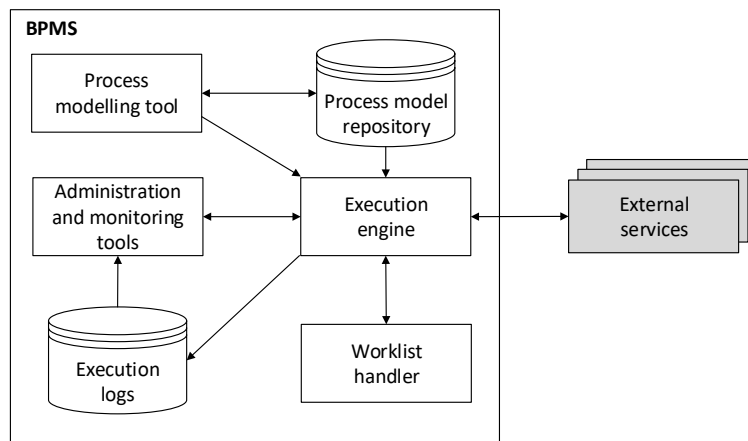 BPMS
Process
modelling tool
Process model
repository
Administration
and monitoring
tools
Execution
engine
External
services
Execution
logs
Worklist
handler